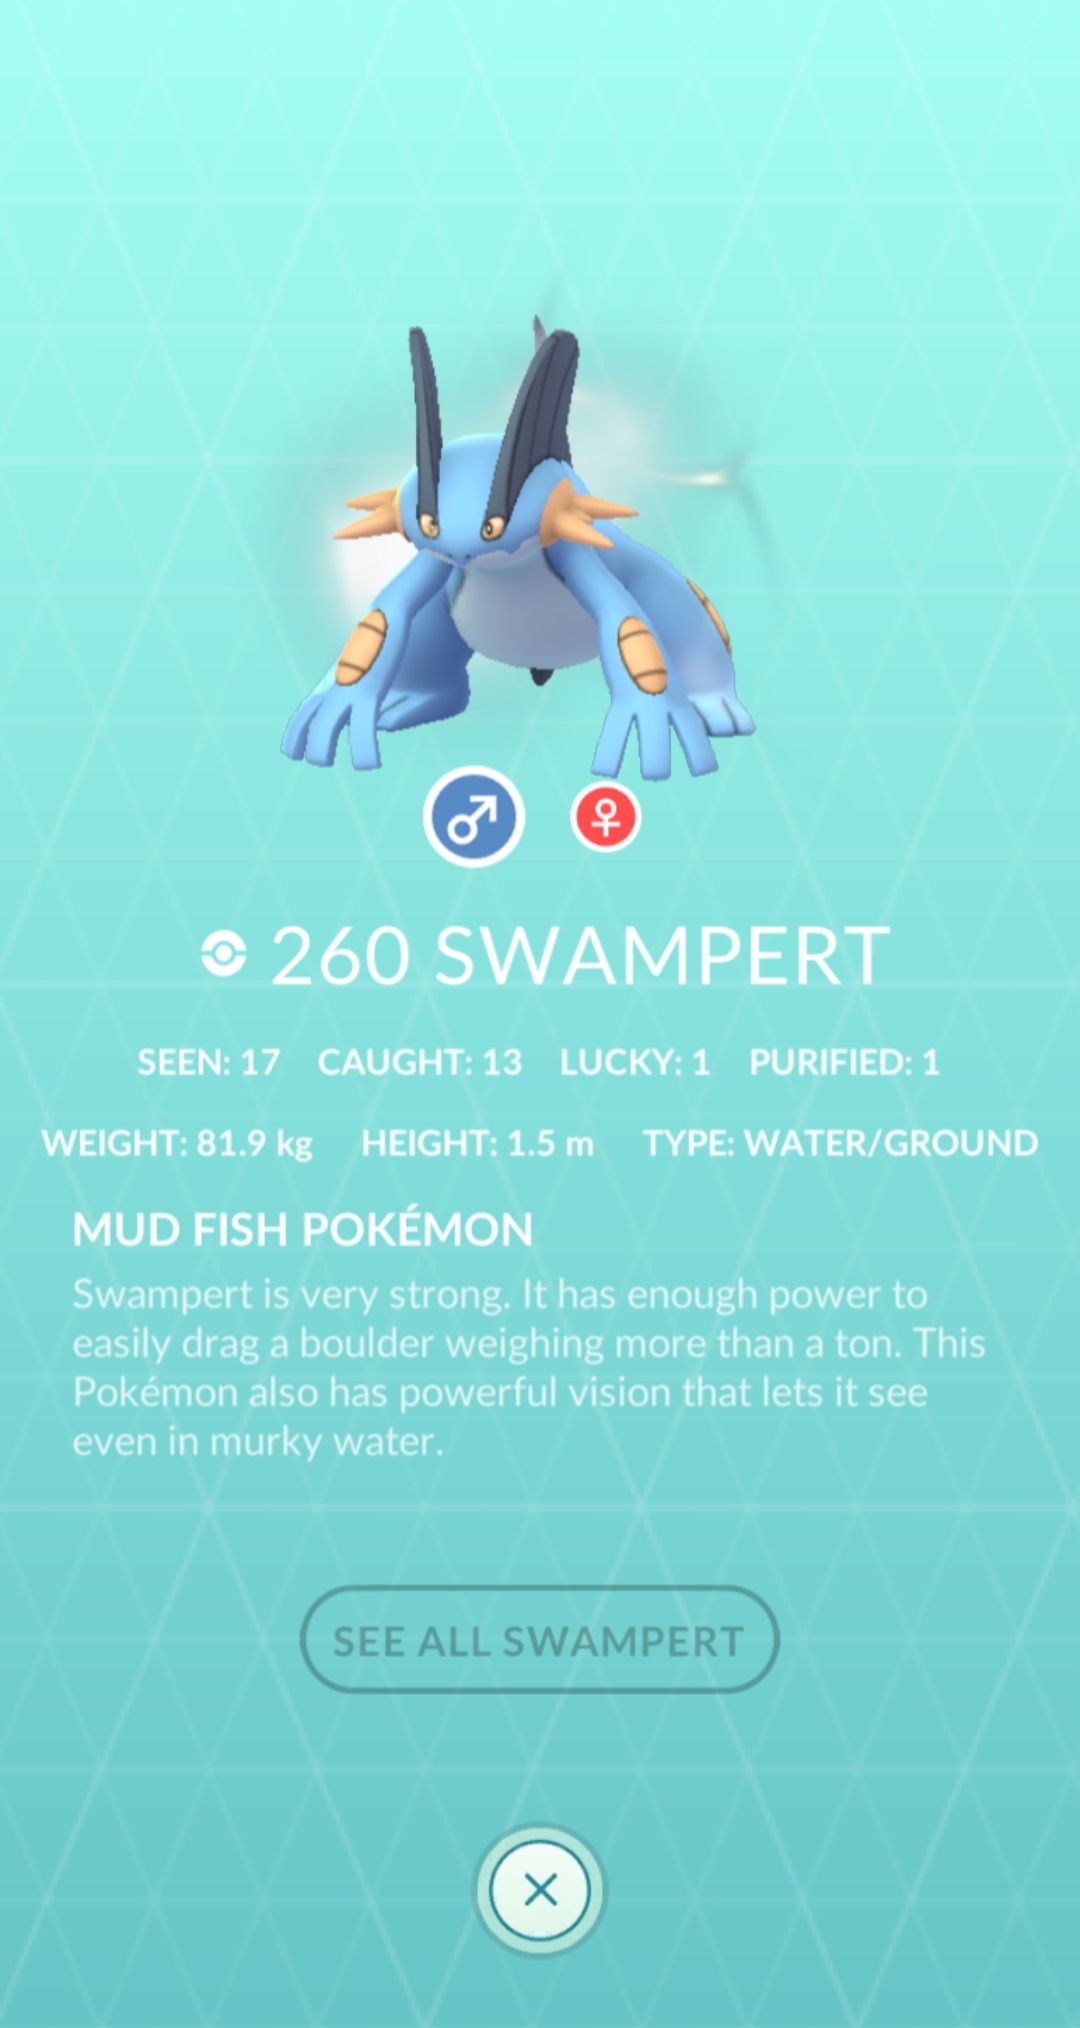 260 SWAMPERT
SEEN: 17 CAUGHT: 13 LUCKY: 1 PURIFIED: 1
WEIGHT: 81.9 kg HEIGHT: 1.5 m TYPE: WATER/GROUND
MUD FISH POKÉMON
Swampert is very strong. It has enough power to
easily drag a boulder weighing more than a ton. This
Pokémon also has powerful vision that lets it see
even in murky water.
SEE ALL SWAMPERT